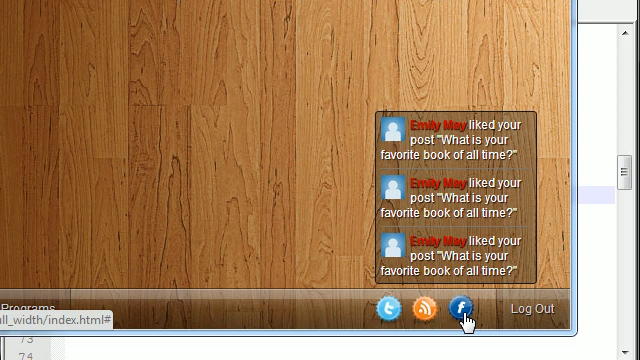 Emily May liked your
post "What is your
favorite book of all time?"
Emily May liked your
post "What is your
favorite book of all time?"
Emily May liked your
post "What is your
favorite book of all time?"
Programs
Log Out
ull_width/index.html#
73
74